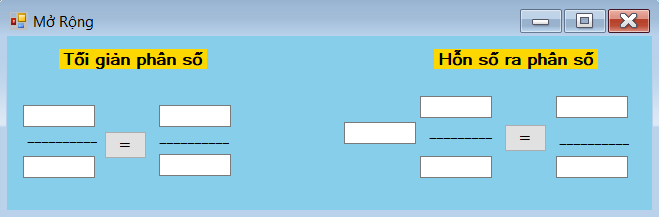 Mở Rộng
Tối giản phân số
Hỗn số ra phân số
=
=